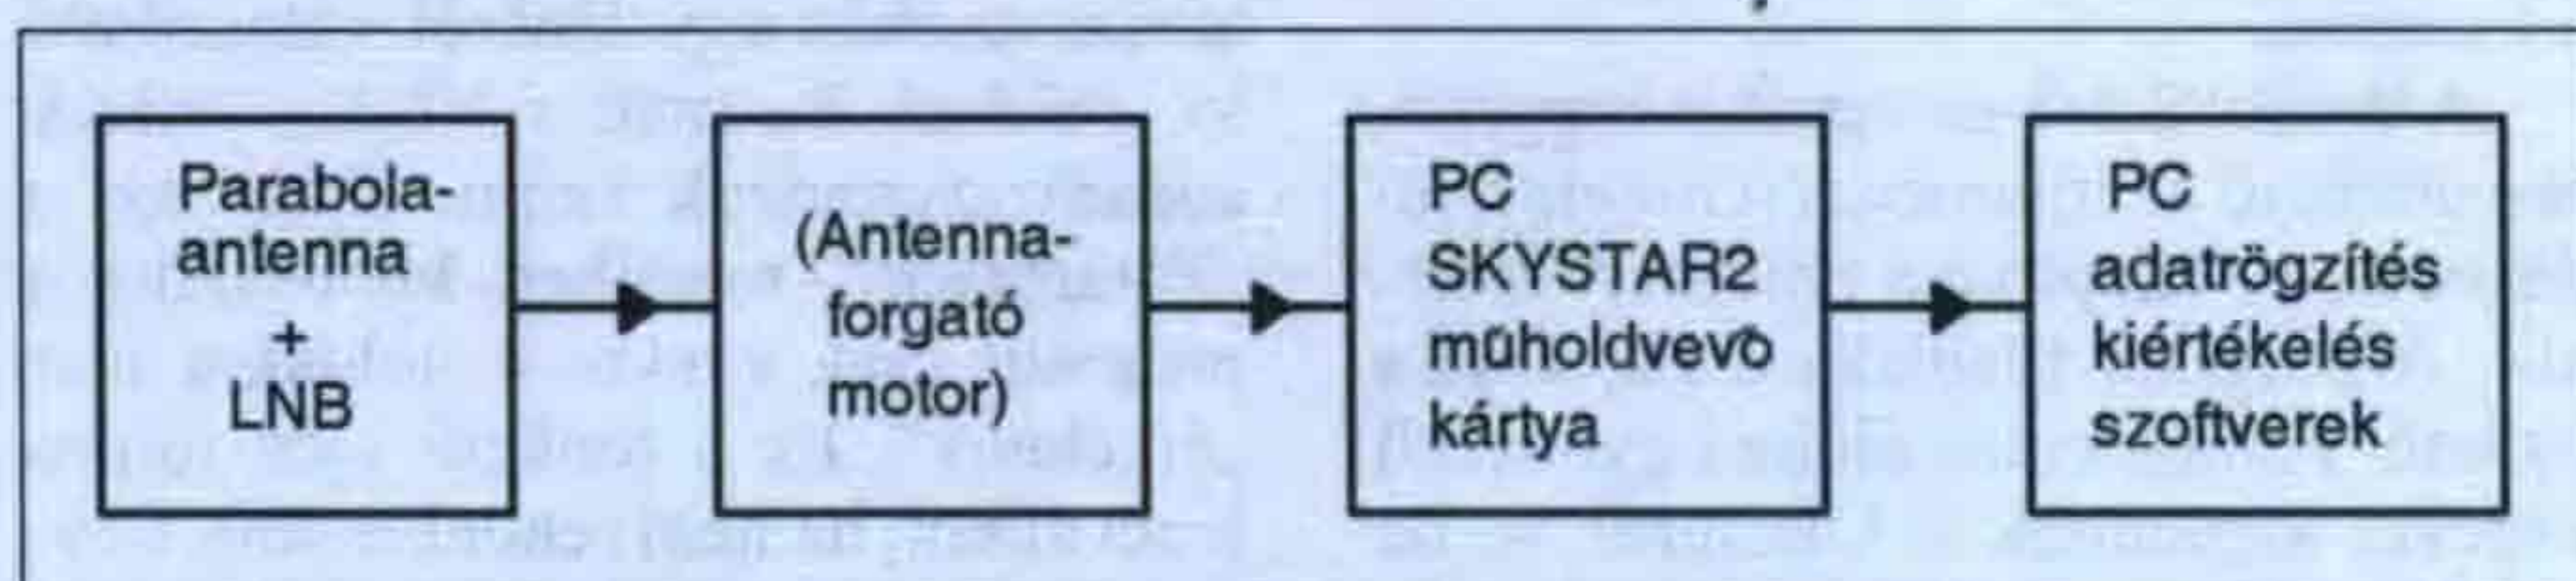 Parabola-
antenna
+
LNB
(Antenna-
forgató
motor)
PC
SKYSTAR2
műholdvevő
kártya
PC
adatrögzítés
kiértékelés
szoftverek